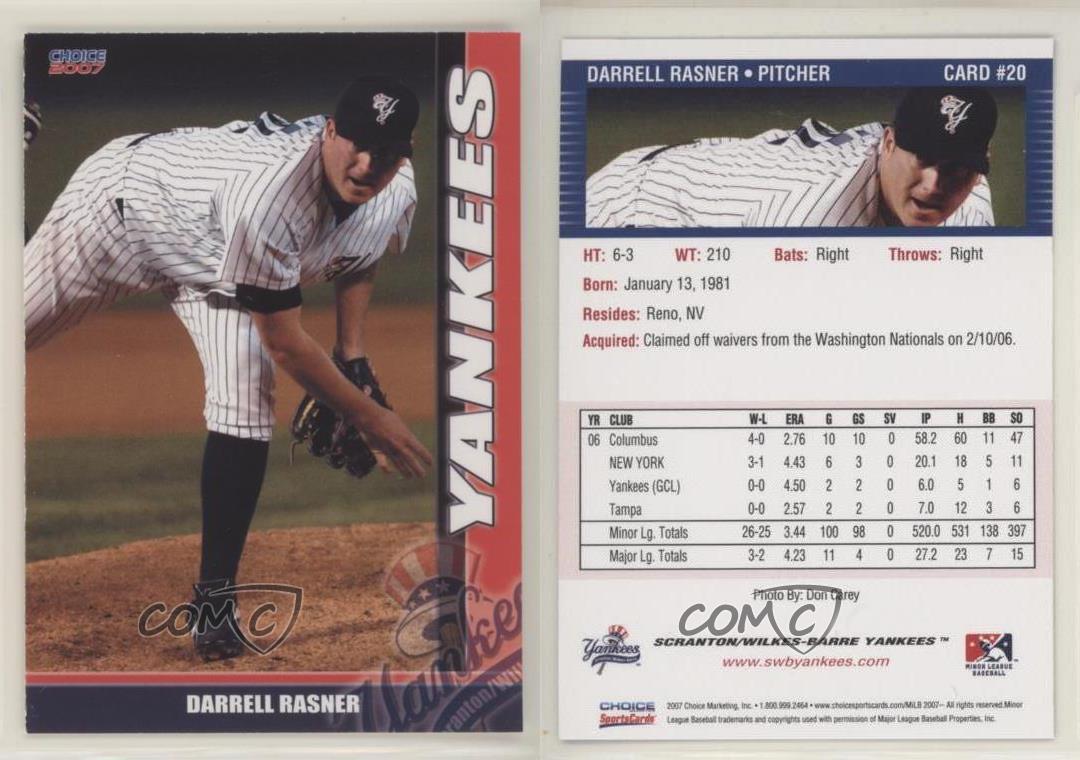 CHOICE
2007
YANKEES
Yankees
DARRELL RASNER
COMC
DARRELL RASNER • PITCHER CARD #20
HT: 6-3 WT: 210 Bats: Right Throws: Right
Born: January 13, 1981
Resides: Reno, NV
Acquired: Claimed off waivers from the Washington Nationals on 2/10/06.
YR CLUB W-L ERA G GS SV IP H BB SO
06 Columbus 4-0 2.76 10 10 0 58.2 60 11 47
NEW YORK 3-1 4.43 6 3 0 20.1 18 5 11
Yankees (GCL) 0-0 4.50 2 2 0 6.0 5 1 6
Tampa 0-0 2.57 2 2 0 7.0 12 3 6
Minor Lg. Totals 26-25 3.44 100 98 0 520.0 531 138 397
Major Lg. Totals 3-2 4.23 11 4 0 27.2 23 7 15
Photo By: Don Carey
COMC
Yankees
SCRANTON/WILKES-BARRE YANKEES ™
www.swbyankees.com
MINOR LEAGUE
BASEBALL
CHOICE
SportsCards
2007 Choice Marketing, Inc. • 1.800.999.2464 • www.choicesportscards.com/MiLB 2007– All rights reserved.Minor
League Baseball trademarks and copyrights used with permission of Major League Baseball Properties, Inc.